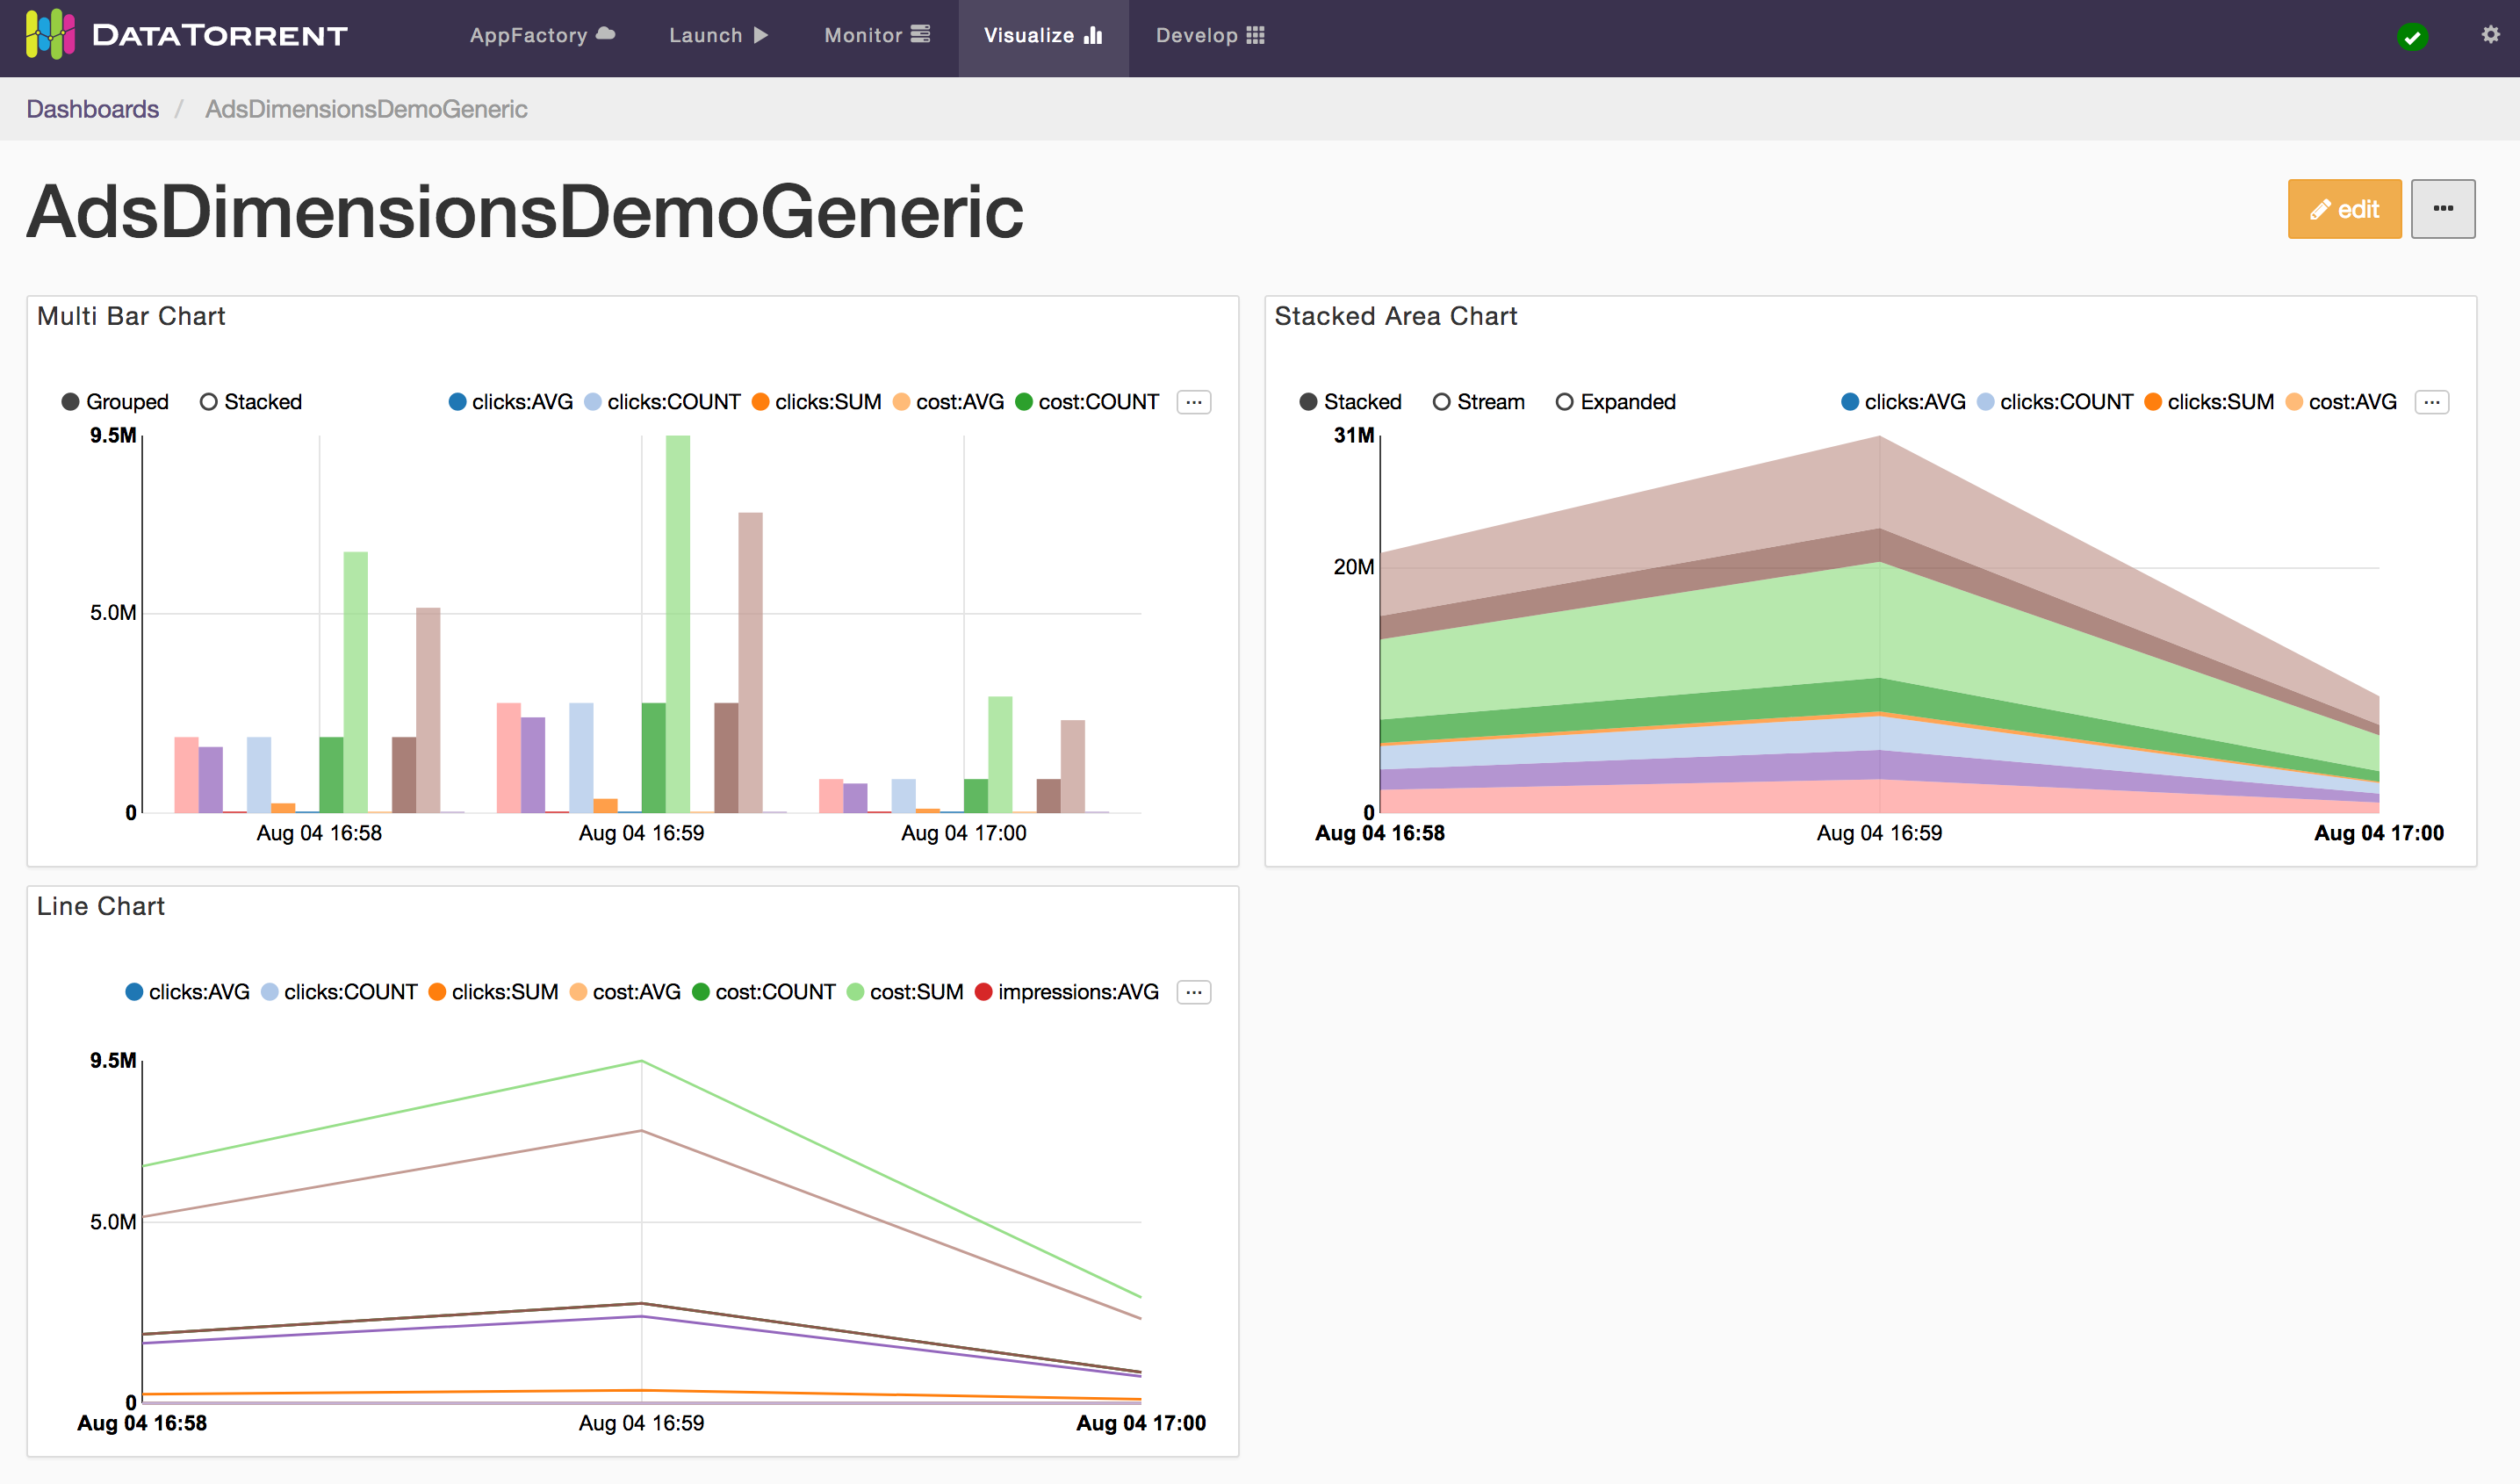 DATATORRENT AppFactory Launch Monitor Visualize Develop
Dashboards / AdsDimensionsDemoGeneric
AdsDimensionsDemoGeneric
edit ...
Multi Bar Chart
Grouped Stacked clicks:AVG clicks:COUNT clicks:SUM cost:AVG cost:COUNT ...
9.5M
5.0M
0
Aug 04 16:58 Aug 04 16:59 Aug 04 17:00
Stacked Area Chart
Stacked Stream Expanded clicks:AVG clicks:COUNT clicks:SUM cost:AVG ...
31M
20M
0
Aug 04 16:58 Aug 04 16:59 Aug 04 17:00
Line Chart
clicks:AVG clicks:COUNT clicks:SUM cost:AVG cost:COUNT cost:SUM impressions:AVG ...
9.5M
5.0M
0
Aug 04 16:58 Aug 04 16:59 Aug 04 17:00